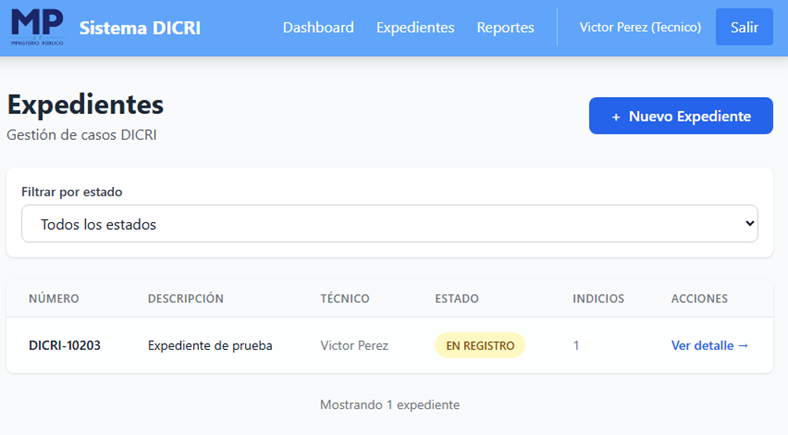 MP
MINISTERIO PÚBLICO
Sistema DICRI
Dashboard
Expedientes
Reportes
Victor Perez (Tecnico)
Salir
Expedientes
Gestión de casos DICRI
+ Nuevo Expediente
Filtrar por estado
Todos los estados
NÚMERO DESCRIPCIÓN TÉCNICO ESTADO INDICIOS ACCIONES
DICRI-10203 Expediente de prueba Victor Perez EN REGISTRO 1 Ver detalle →
Mostrando 1 expediente